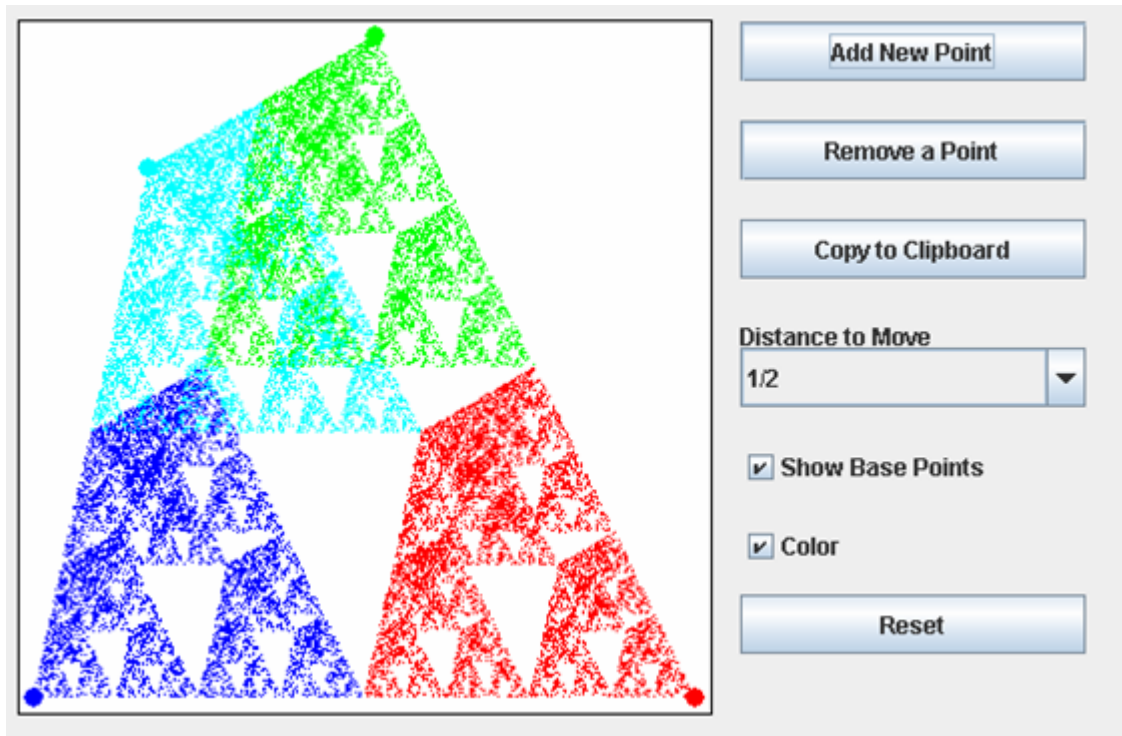 Add New Point
Remove a Point
Copy to Clipboard
Distance to Move
1/2
Show Base Points
Color
Reset